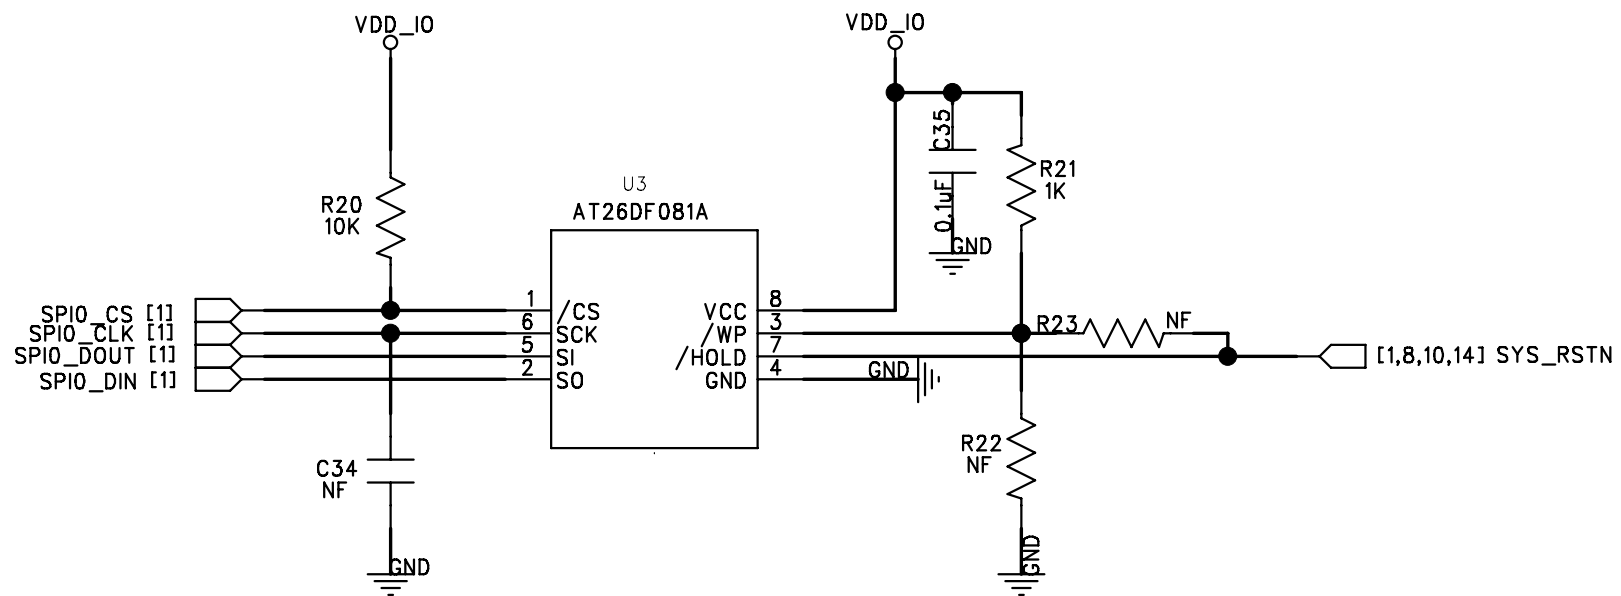 VDD_IO
VDD_IO
C35
0.1uF
GND
R21
1K
R20
10K
U3
AT26DF081A
SPI0_CS [1]
SPI0_CLK [1]
SPI0_DOUT [1]
SPI0_DIN [1]
1
6
5
2
/CS
SCK
SI
SO
VCC
/WP
/HOLD
GND
8
3
7
4
GND
R23
NF
[1,8,10,14] SYS_RSTN
R22
NF
GND
C34
NF
GND